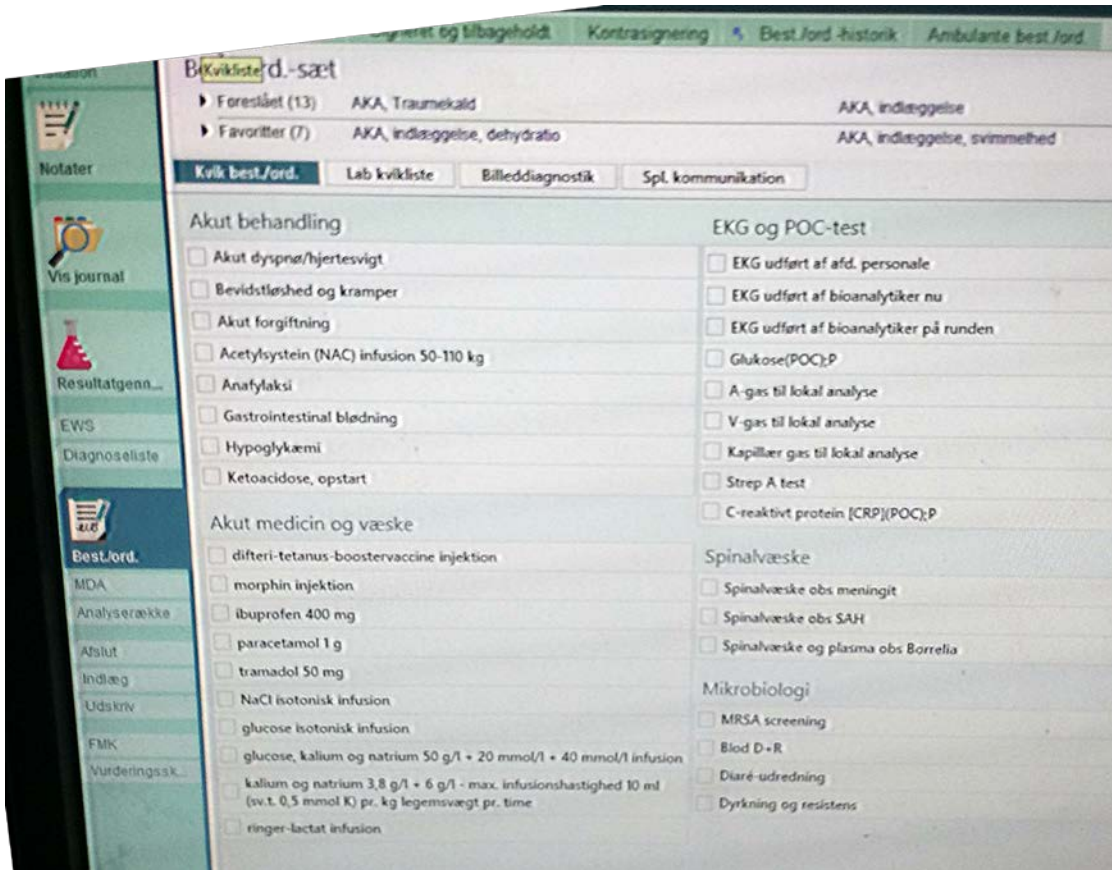 og tilbageholdt Kontrasignering Best./ord.-historik Ambulante best./ord.
Kvikliste
rd.-sæt
Foreslået (13) AKA, Traumekald AKA, indlæggelse
Favoritter (7) AKA, indlæggelse, dehydratio AKA, indlæggelse, svimmelhed
Kvik best./ord. Lab kvikliste Billeddiagnostik Spl. kommunikation
Notater
Vis journal
Resultatgenn...
EWS
Diagnoseliste
Best./ord.
MDA
Analyserække
Afslut
Indlæg
Udskriv
FMK
Vurderingssk...
Akut behandling
Akut dyspnø/hjertesvigt
Bevidstløshed og kramper
Akut forgiftning
Acetylsystein (NAC) infusion 50-110 kg
Anafylaksi
Gastrointestinal blødning
Hypoglykæmi
Ketoacidose, opstart
Akut medicin og væske
difteri-tetanus-boostervaccine injektion
morphin injektion
ibuprofen 400 mg
paracetamol 1 g
tramadol 50 mg
NaCl isotonisk infusion
glucose isotonisk infusion
glucose, kalium og natrium 50 g/l + 20 mmol/l + 40 mmol/l infusion
kalium og natrium 3,8 g/l + 6 g/l - max. infusionshastighed 10 ml
(sv.t. 0,5 mmol K) pr. kg legemsvægt pr. time
ringer-lactat infusion
EKG og POC-test
EKG udført af afd. personale
EKG udført af bioanalytiker nu
EKG udført af bioanalytiker på runden
Glukose(POC);P
A-gas til lokal analyse
V-gas til lokal analyse
Kapillær gas til lokal analyse
Strep A test
C-reaktivt protein [CRP](POC);P
Spinalvæske
Spinalvæske obs meningit
Spinalvæske obs SAH
Spinalvæske og plasma obs Borrelia
Mikrobiologi
MRSA screening
Blod D+R
Diaré-udredning
Dyrkning og resistens